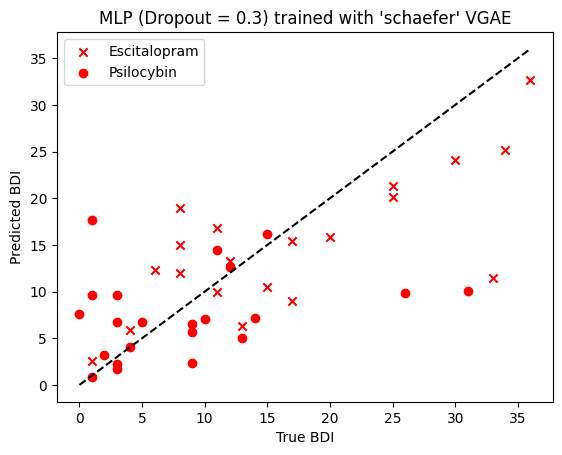 MLP (Dropout = 0.3) trained with 'schaefer' VGAE
Escitalopram
Psilocybin
Predicted BDI
35
30
25
20
15
10
5
0
0 5 10 15 20 25 30 35
True BDI